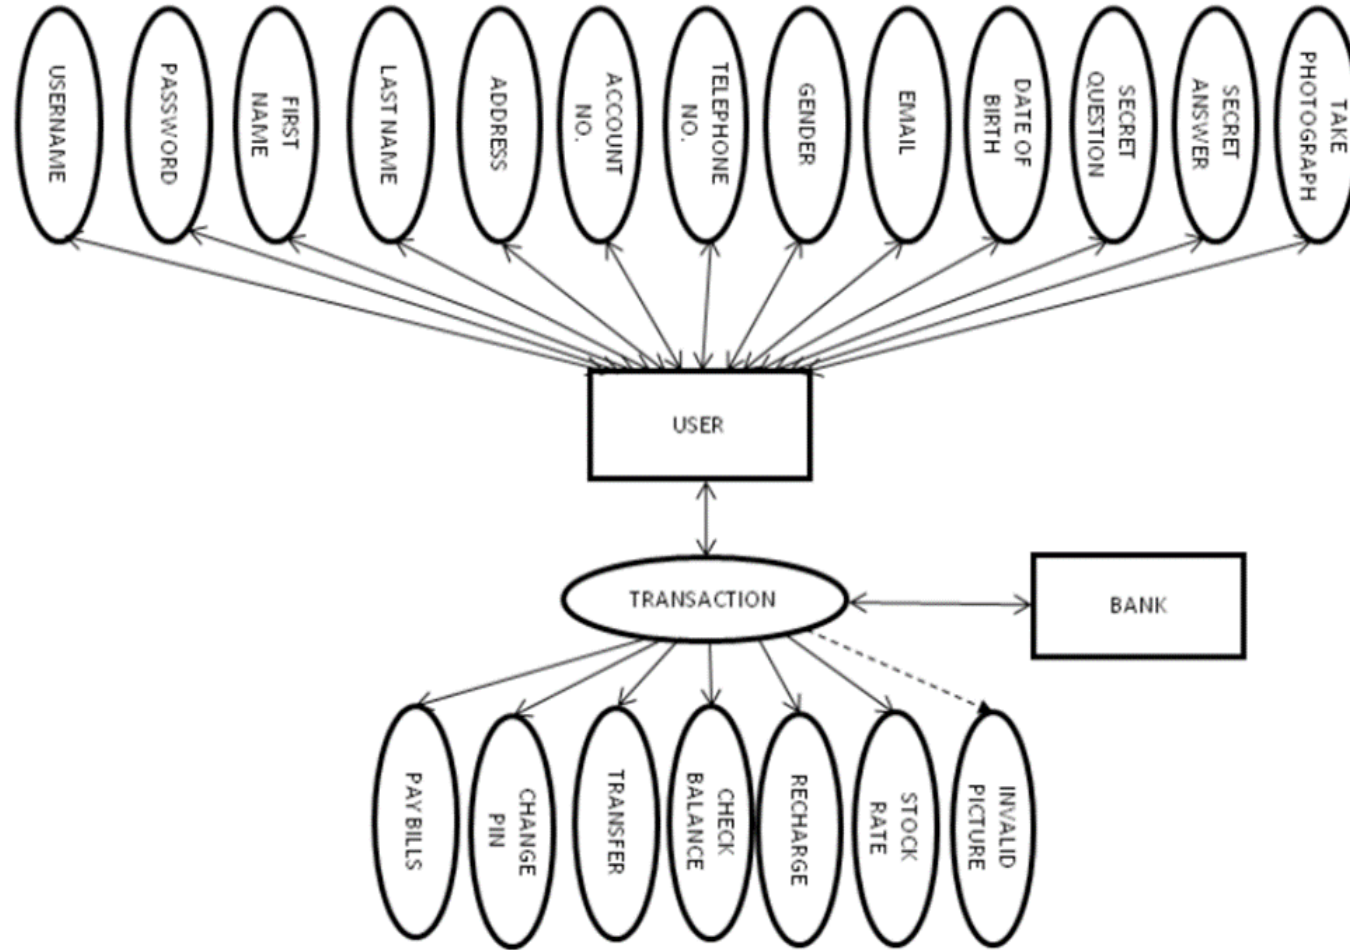 USERNAME
PASSWORD
FIRST
NAME
LAST NAME
ADDRESS
ACCOUNT
NO.
TELEPHONE
NO.
GENDER
EMAIL
DATE OF
BIRTH
SECRET
QUESTION
SECRET
ANSWER
TAKE
PHOTOGRAPH
USER
TRANSACTION
BANK
PAY BILLS
CHANGE
PIN
TRANSFER
CHECK
BALANCE
RECHARGE
STOCK
RATE
INVALID
PICTURE